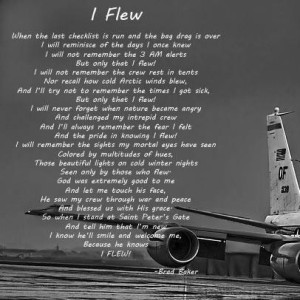 I Flew
When the last checklist is run and the bag drag is over
I will reminisce of the days I once knew
I will not remember the 3 AM alerts
But only that I flew!
I will not remember the crew rest in tents
Nor recall how cold Arctic winds blew,
And I'll try not to remember the times I got sick,
But only that I flew!
I will never forget when nature became angry
And challenged my intrepid crew
And I'll always remember the fear I felt
And the pride in knowing I flew!
I will remember the sights my mortal eyes have seen
Colored by multitudes of hues,
Those beautiful lights on cold winter nights
Seen only by those who flew
God was extremely good to me
And let me touch his face,
He saw my crew through war and peace
And blessed us with His grace
So when I stand at Saint Peter's Gate
And tell him that I'm new
I know he'll smile and welcome me,
Because he knows
I FLEW!!
-Brad Baker
OF